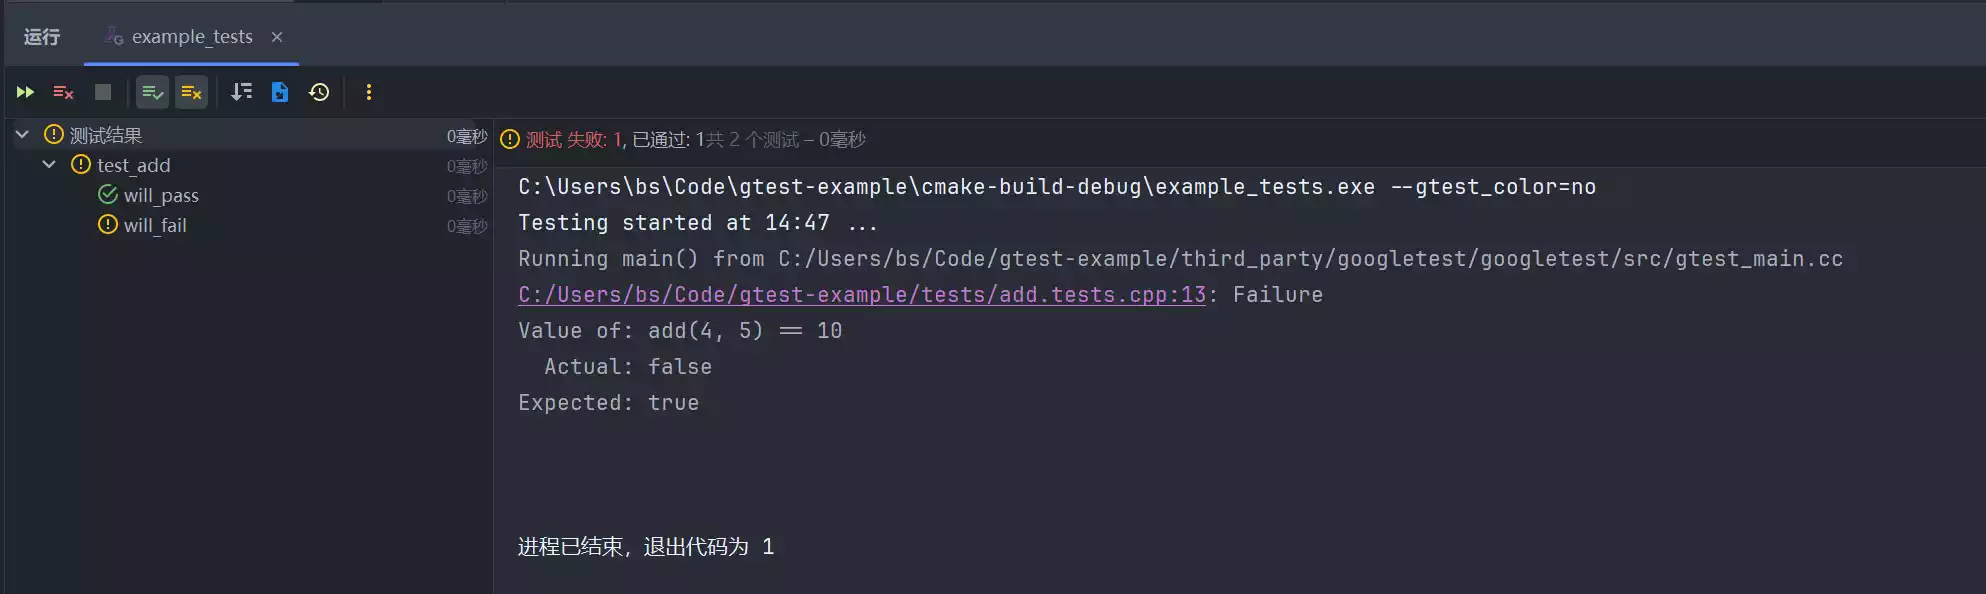 运行 example_tests
测试结果 0毫秒
test_add 0毫秒
will_pass 0毫秒
will_fail 0毫秒
测试 失败: 1, 已通过: 1共 2 个测试 – 0毫秒
C:\Users\bs\Code\gtest-example\cmake-build-debug\example_tests.exe --gtest_color=no
Testing started at 14:47 ...
Running main() from C:/Users/bs/Code/gtest-example/third_party/googletest/googletest/src/gtest_main.cc
C:/Users/bs/Code/gtest-example/tests/add.tests.cpp:13: Failure
Value of: add(4, 5) == 10
Actual: false
Expected: true
进程已结束，退出代码为 1